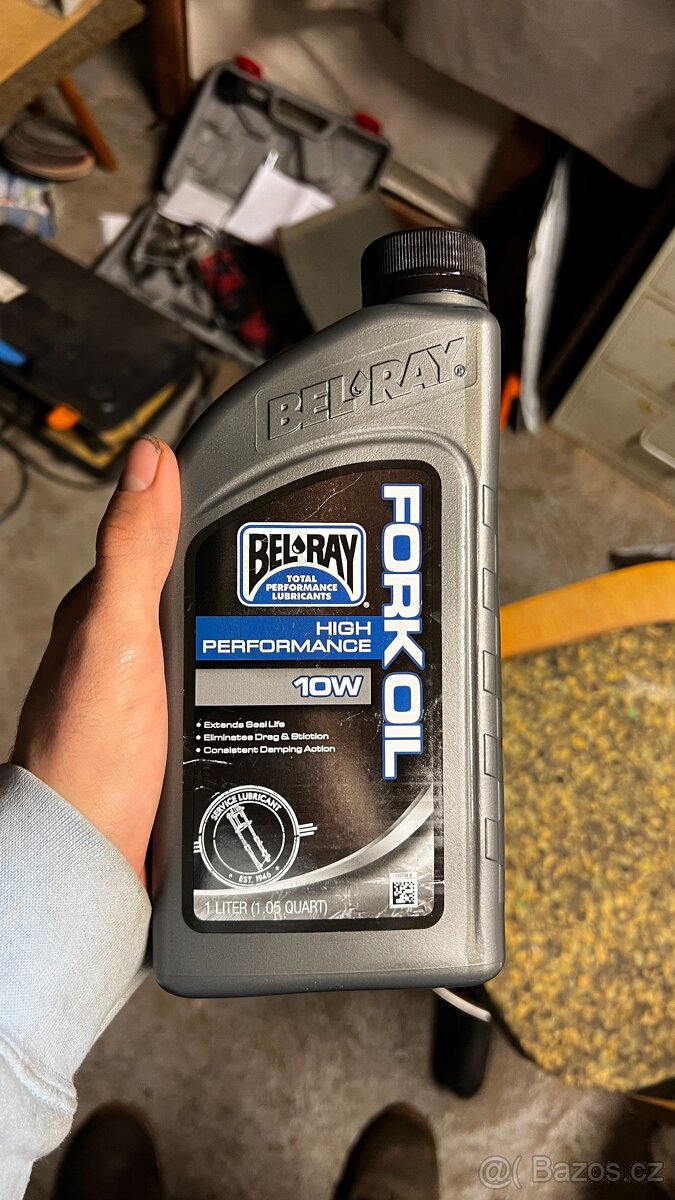 BEL-RAY®
BEL-RAY®
TOTAL
PERFORMANCE
LUBRICANTS
FORK OIL
HIGH
PERFORMANCE
10W
• Extends Seal Life
• Eliminates Drag & Stiction
• Consistent Damping Action
SERVICE LUBRICANT
• EST. 1946 •
1 LITER (1.05 QUART)
@( Bazos.cz